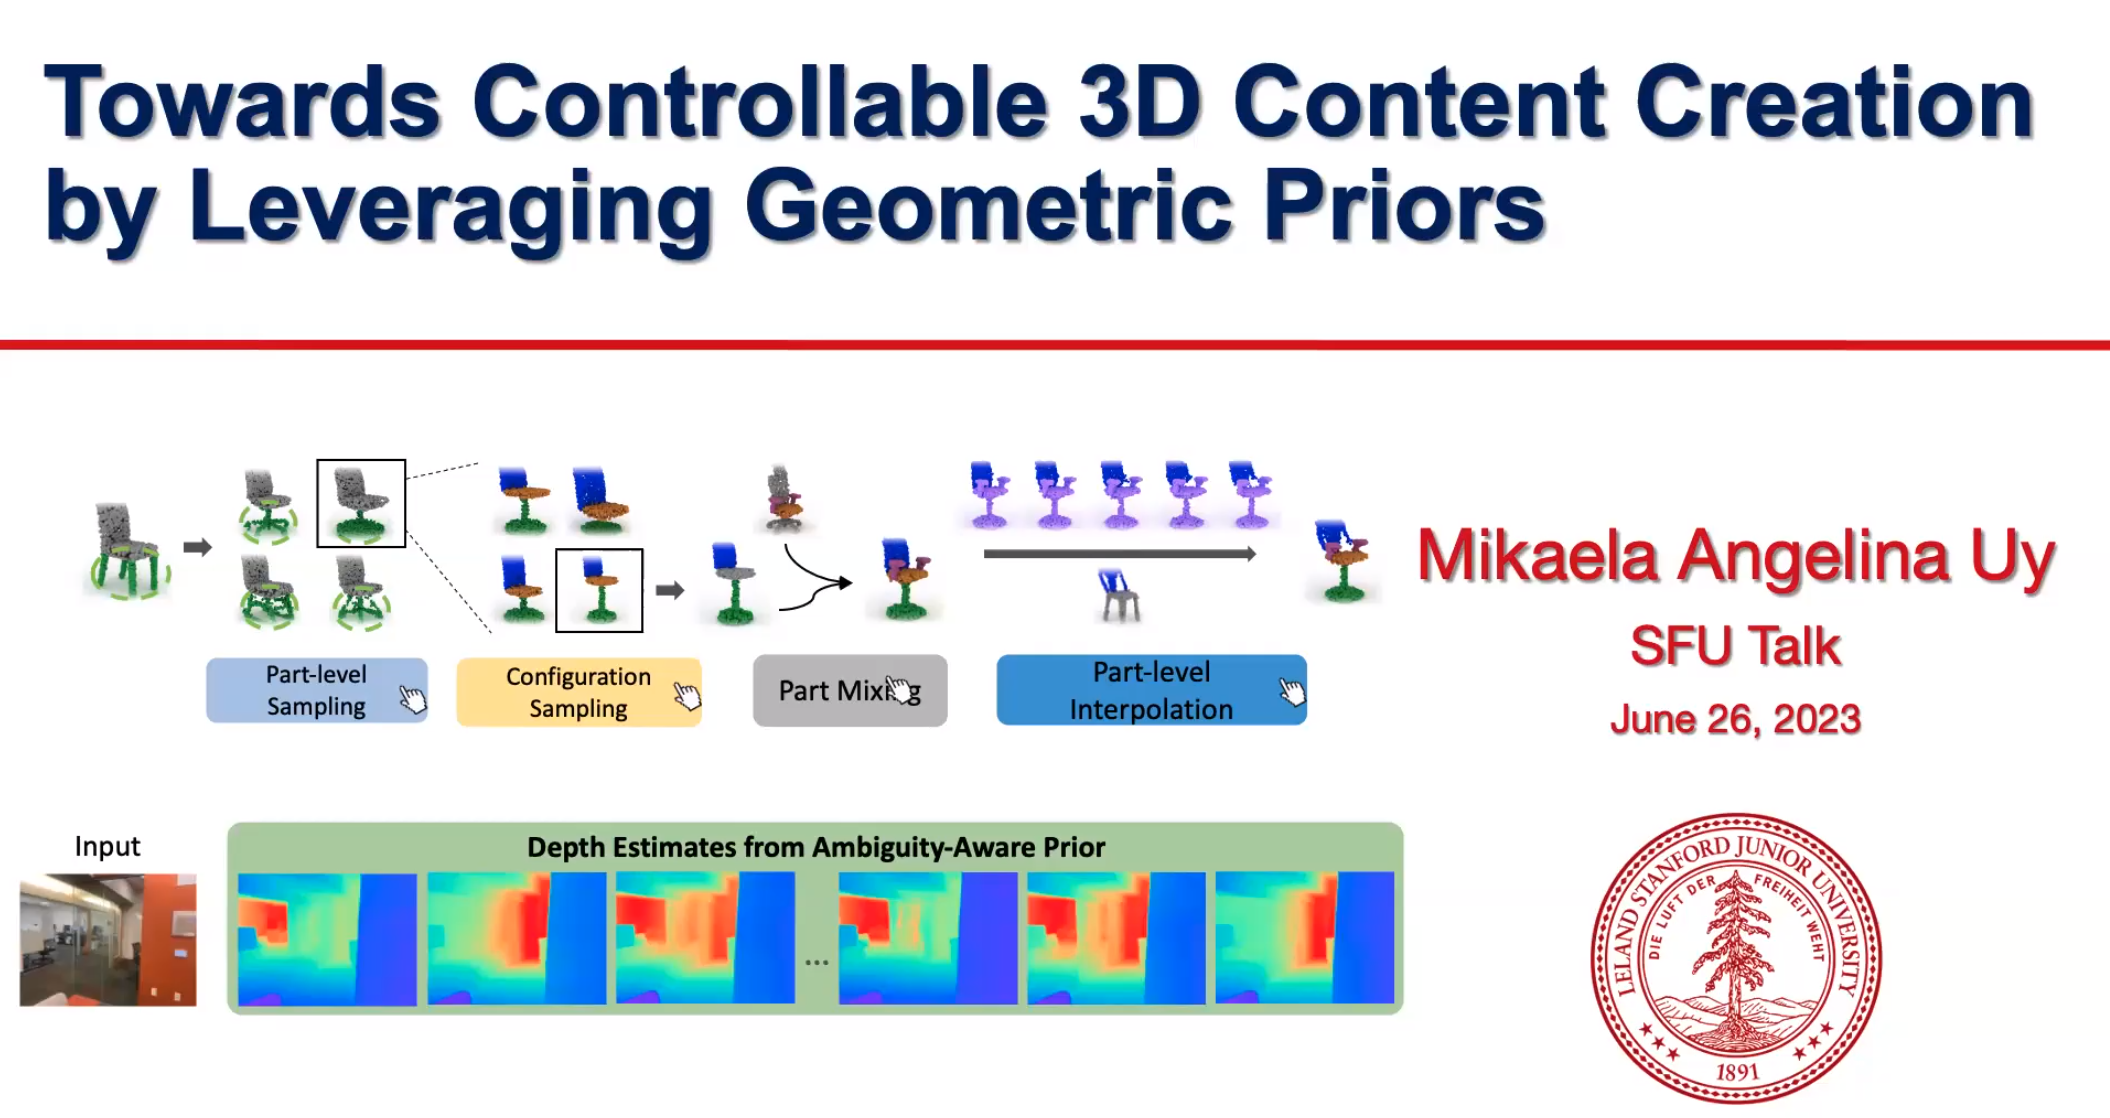 Towards Controllable 3D Content Creation
by Leveraging Geometric Priors
Mikaela Angelina Uy
SFU Talk
June 26, 2023
Part-level
Sampling
Configuration
Sampling
Part Mixing
Part-level
Interpolation
Input
Depth Estimates from Ambiguity-Aware Prior
...
LELAND STANFORD JUNIOR UNIVERSITY
DIE LUFT DER FREIHEIT WEHT
1891